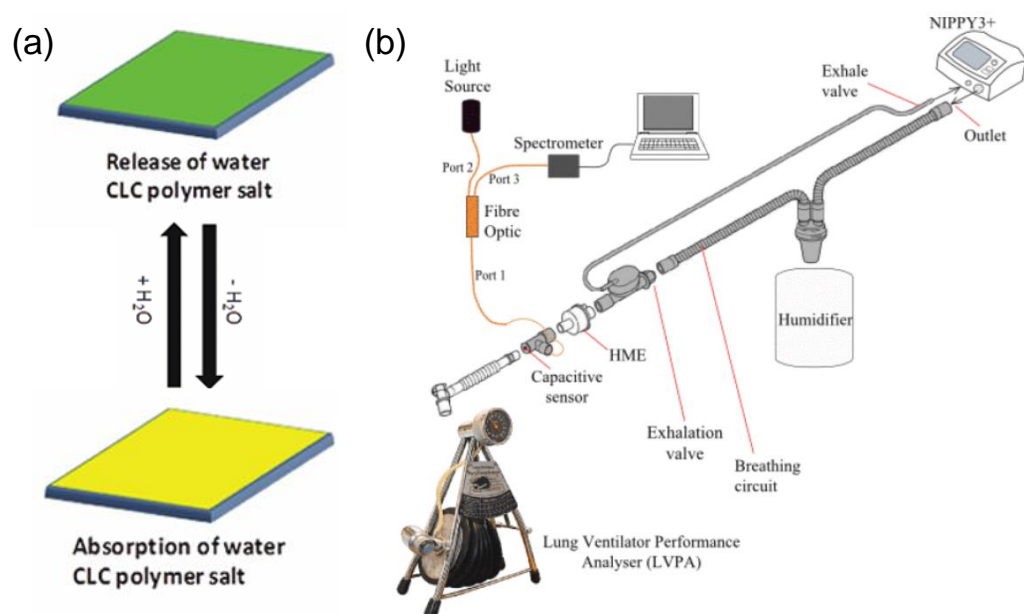 (a)
Release of water
CLC polymer salt
+ H₂O
- H₂O
Absorption of water
CLC polymer salt
(b)
NIPPY3+
Light
Source
Exhale
valve
Outlet
Spectrometer
Port 2
Port 3
Fibre
Optic
Port 1
Humidifier
HME
Capacitive
sensor
Exhalation
valve
Breathing
circuit
Lung Ventilator Performance
Analyser (LVPA)